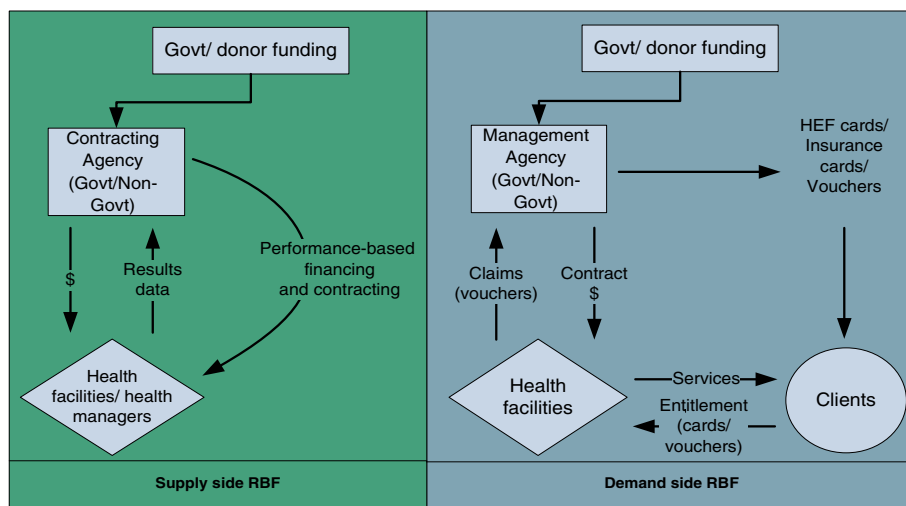 Govt/ donor funding
Contracting
Agency
(Govt/Non-
Govt)
$
Results
data
Performance-based
financing
and contracting
Health
facilities/ health
managers
Supply side RBF
Govt/ donor funding
Management
Agency
(Govt/Non-
Govt)
HEF cards/
Insurance
cards/
Vouchers
Claims
(vouchers)
Contract
$
Health
facilities
Services
Entitlement
(cards/
vouchers)
Clients
Demand side RBF